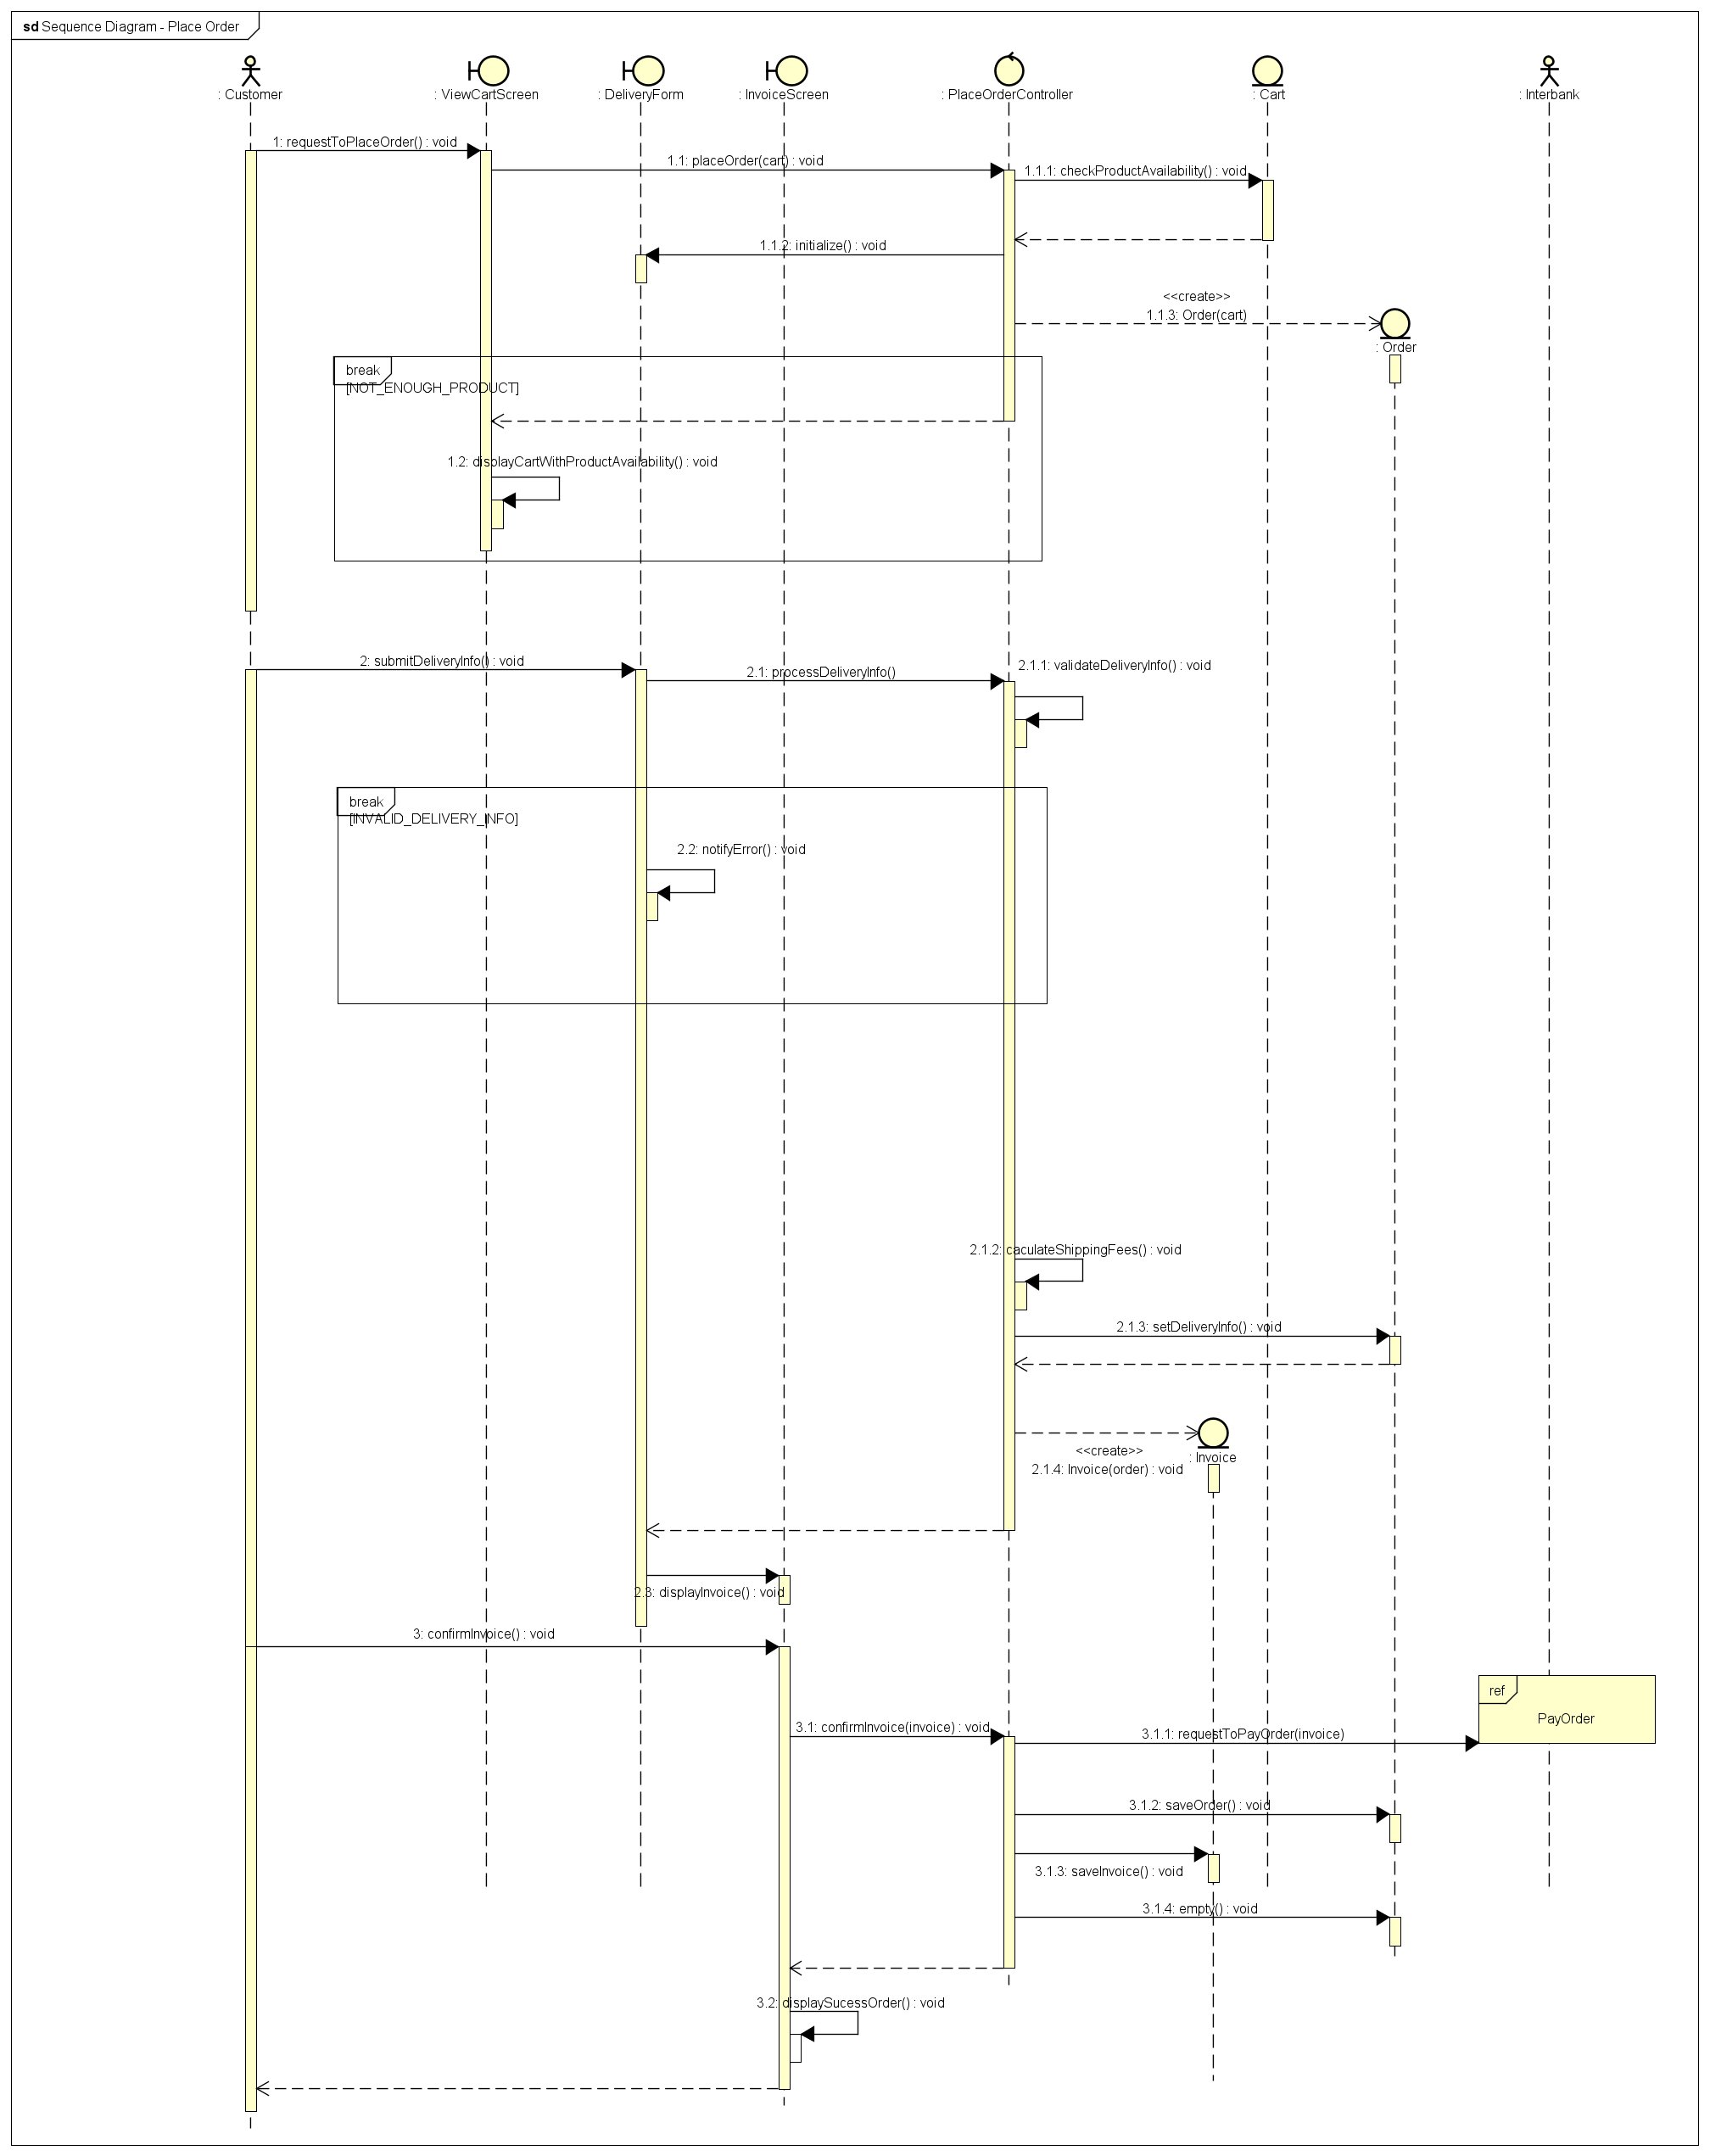 sd Sequence Diagram - Place Order
: Customer
: ViewCartScreen
: DeliveryForm
: InvoiceScreen
: PlaceOrderController
: Cart
: Interbank
1: requestToPlaceOrder() : void
1.1: placeOrder(cart) : void
1.1.1: checkProductAvailability() : void
1.1.2: initialize() : void
<<create>>
1.1.3: Order(cart)
: Order
break
[NOT_ENOUGH_PRODUCT]
1.2: displayCartWithProductAvailability() : void
2: submitDeliveryInfo() : void
2.1: processDeliveryInfo()
2.1.1: validateDeliveryInfo() : void
break
[INVALID_DELIVERY_INFO]
2.2: notifyError() : void
2.1.2: caculateShippingFees() : void
2.1.3: setDeliveryInfo() : void
<<create>>
: Invoice
2.1.4: Invoice(order) : void
2.3: displayInvoice() : void
3: confirmInvoice() : void
ref
PayOrder
3.1: confirmInvoice(invoice) : void
3.1.1: requestToPayOrder(invoice)
3.1.2: saveOrder() : void
3.1.3: saveInvoice() : void
3.1.4: empty() : void
3.2: displaySucessOrder() : void